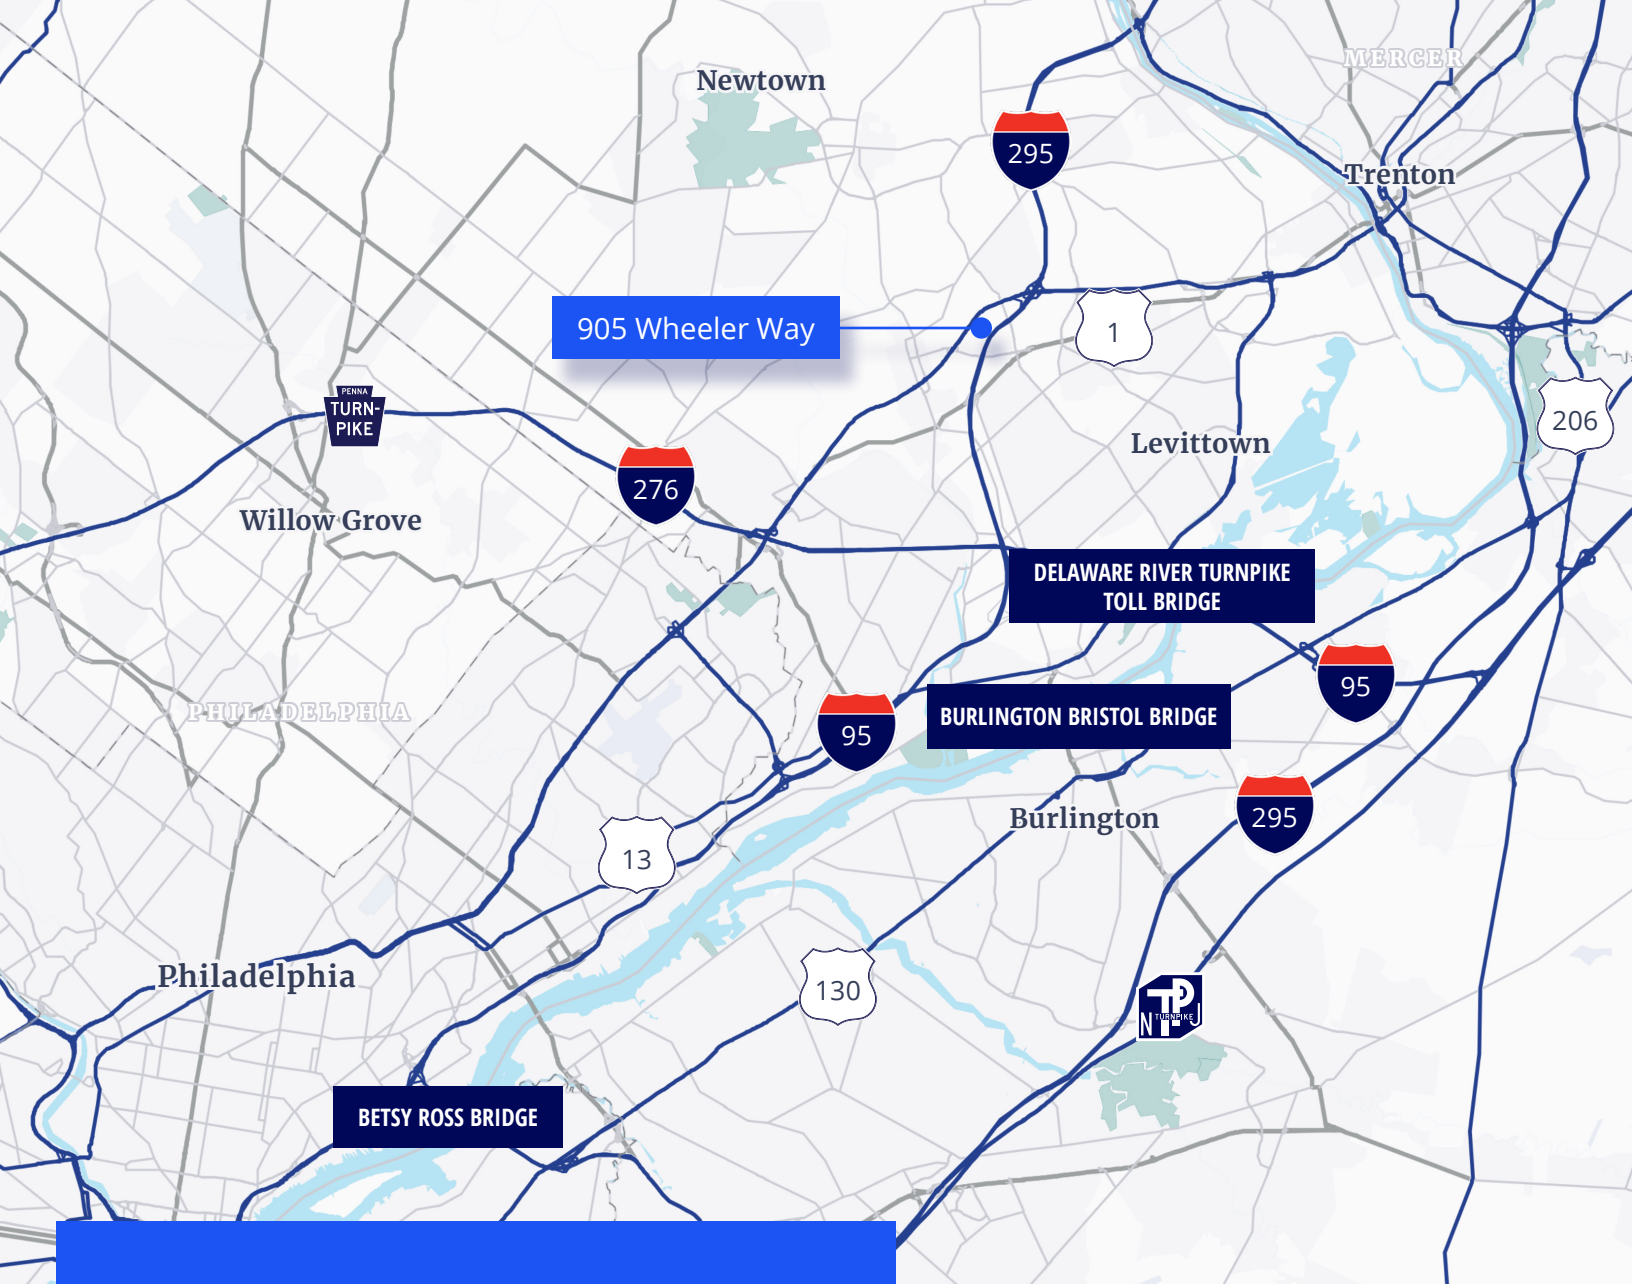 MERCER
Newtown
295
Trenton
905 Wheeler Way
1
PENNA
TURN-
PIKE
206
Levittown
276
Willow Grove
DELAWARE RIVER TURNPIKE
TOLL BRIDGE
95
PHILADELPHIA
BURLINGTON BRISTOL BRIDGE
95
295
Burlington
13
Philadelphia
130
TP
N TURNPIKE J
BETSY ROSS BRIDGE